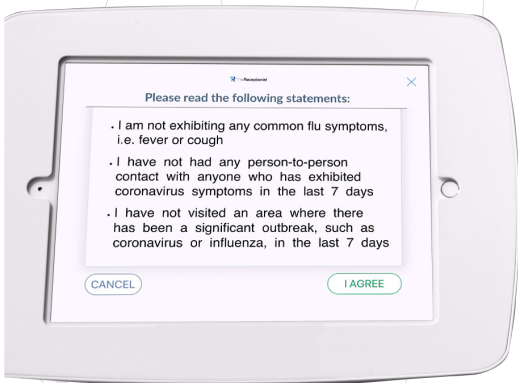 The Receptionist
Please read the following statements:
• I am not exhibiting any common flu symptoms,
i.e. fever or cough
• I have not had any person-to-person
contact with anyone who has exhibited
coronavirus symptoms in the last 7 days
• I have not visited an area where there
has been a significant outbreak, such as
coronavirus or influenza, in the last 7 days
CANCEL
I AGREE